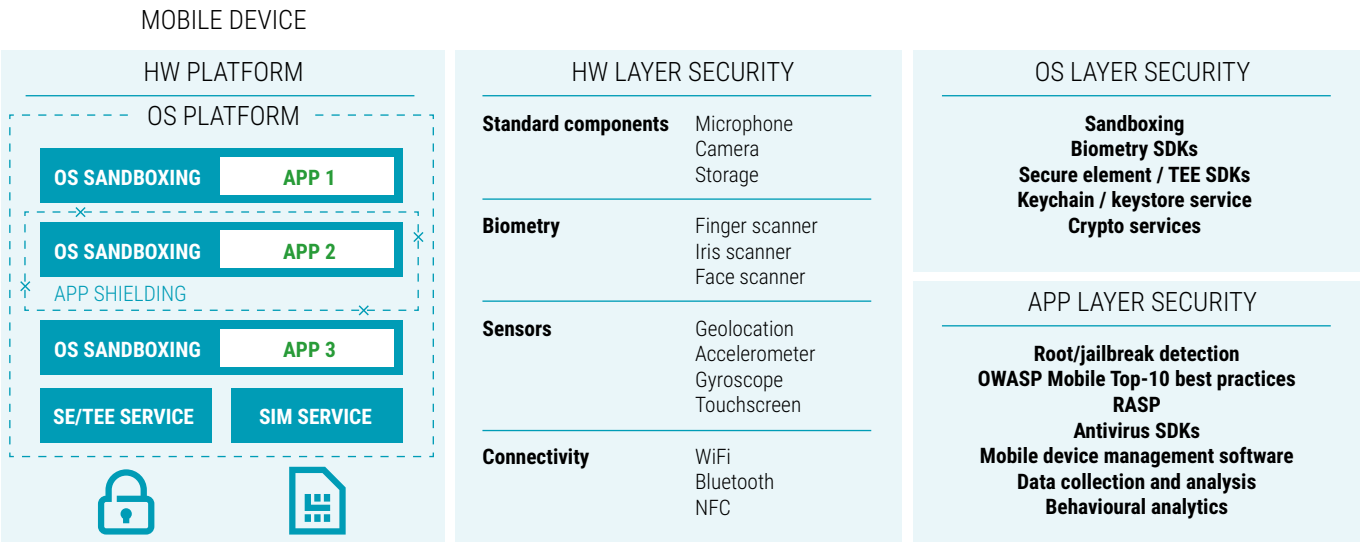 MOBILE DEVICE
HW PLATFORM
OS PLATFORM
OS SANDBOXING APP 1
OS SANDBOXING APP 2
APP SHIELDING
OS SANDBOXING APP 3
SE/TEE SERVICE SIM SERVICE
HW LAYER SECURITY
Standard components Microphone
Camera
Storage
Biometry Finger scanner
Iris scanner
Face scanner
Sensors Geolocation
Accelerometer
Gyroscope
Touchscreen
Connectivity WiFi
Bluetooth
NFC
OS LAYER SECURITY
Sandboxing
Biometry SDKs
Secure element / TEE SDKs
Keychain / keystore service
Crypto services
APP LAYER SECURITY
Root/jailbreak detection
OWASP Mobile Top-10 best practices
RASP
Antivirus SDKs
Mobile device management software
Data collection and analysis
Behavioural analytics